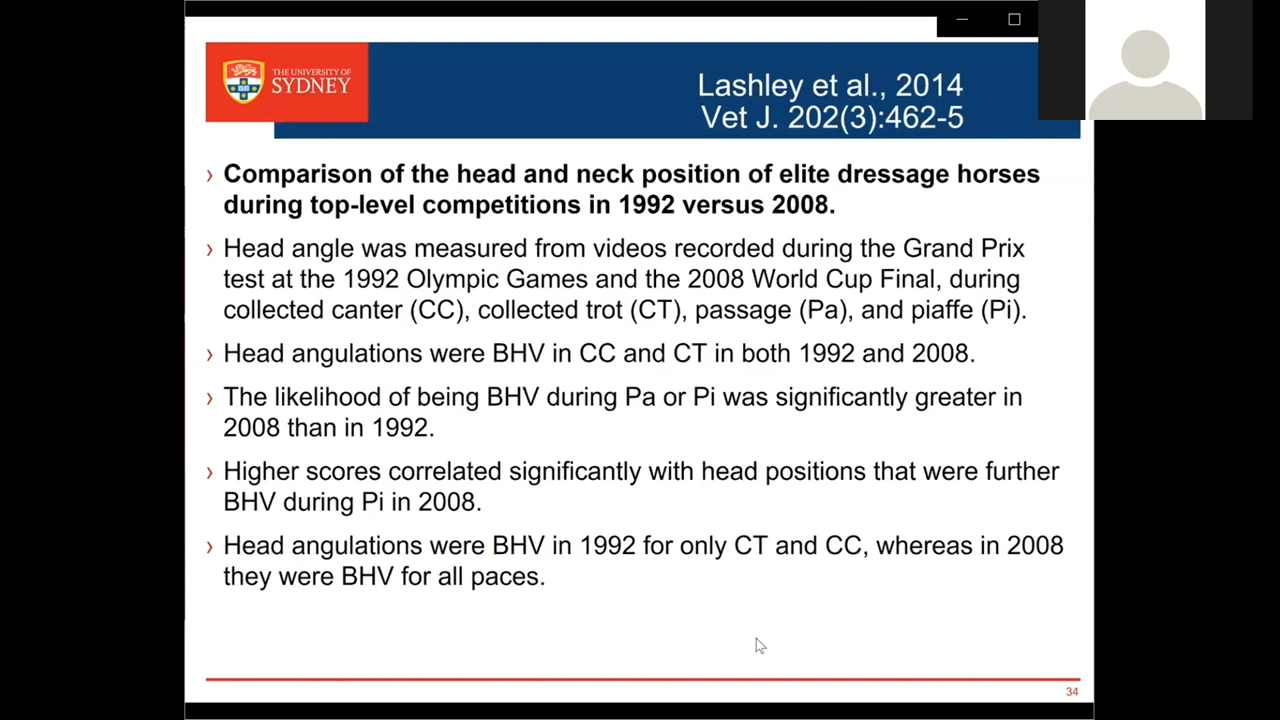 THE UNIVERSITY OF
SYDNEY
Lashley et al., 2014
Vet J. 202(3):462-5
› Comparison of the head and neck position of elite dressage horses
during top-level competitions in 1992 versus 2008.
› Head angle was measured from videos recorded during the Grand Prix
test at the 1992 Olympic Games and the 2008 World Cup Final, during
collected canter (CC), collected trot (CT), passage (Pa), and piaffe (Pi).
› Head angulations were BHV in CC and CT in both 1992 and 2008.
› The likelihood of being BHV during Pa or Pi was significantly greater in
2008 than in 1992.
› Higher scores correlated significantly with head positions that were further
BHV during Pi in 2008.
› Head angulations were BHV in 1992 for only CT and CC, whereas in 2008
they were BHV for all paces.
34